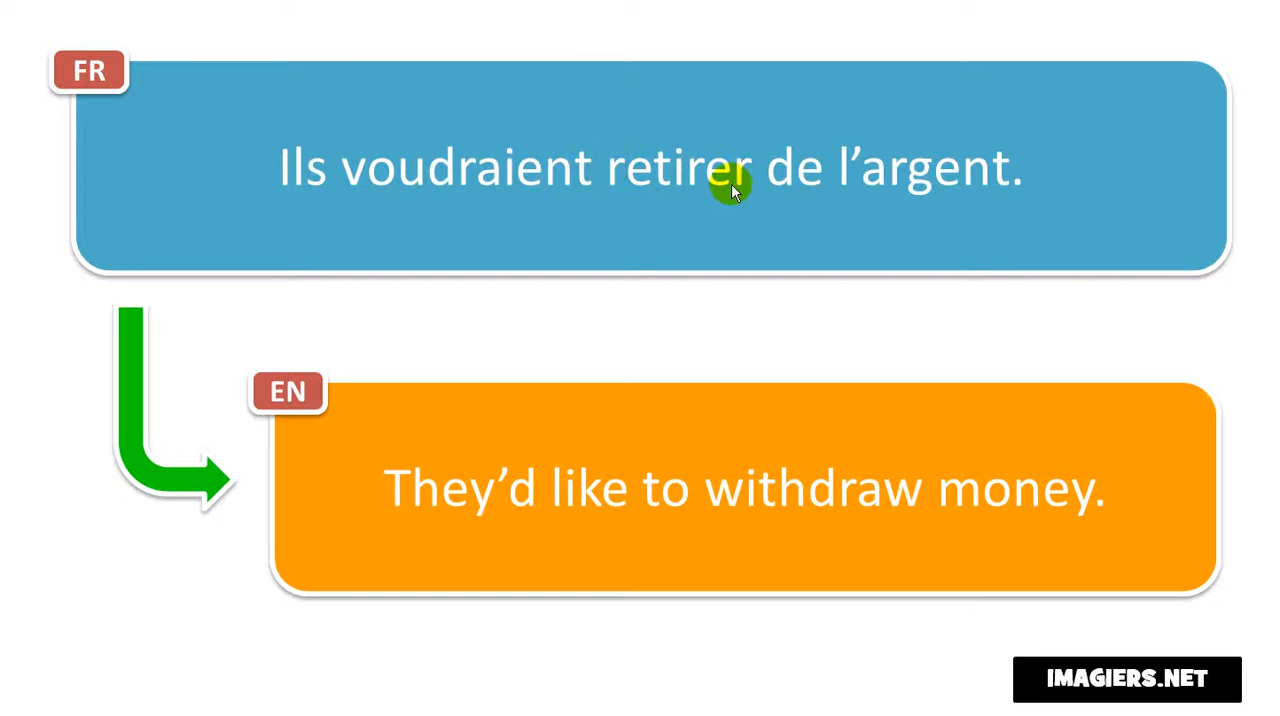 FR
Ils voudraient retirer de l’argent.
EN
They’d like to withdraw money.
IMAGIERS.NET